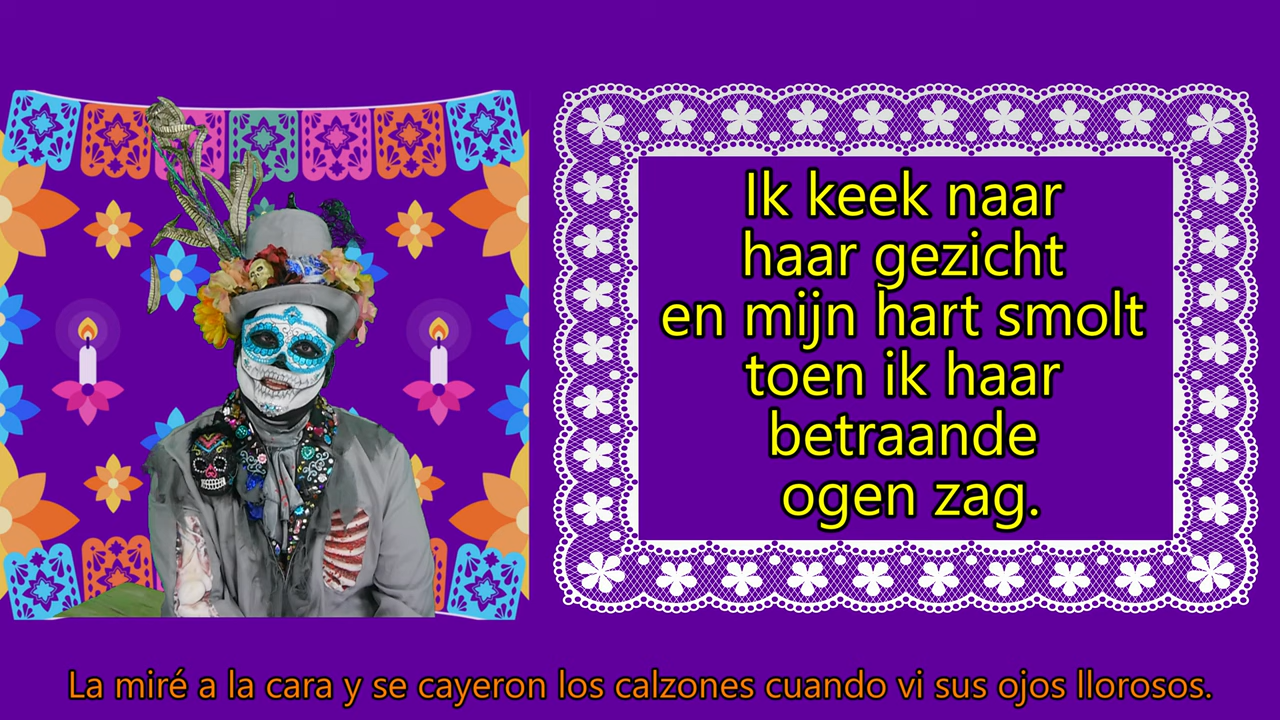 Ik keek naar
haar gezicht
en mijn hart smolt
toen ik haar
betraande
ogen zag.
La miré a la cara y se cayeron los calzones cuando vi sus ojos llorosos.